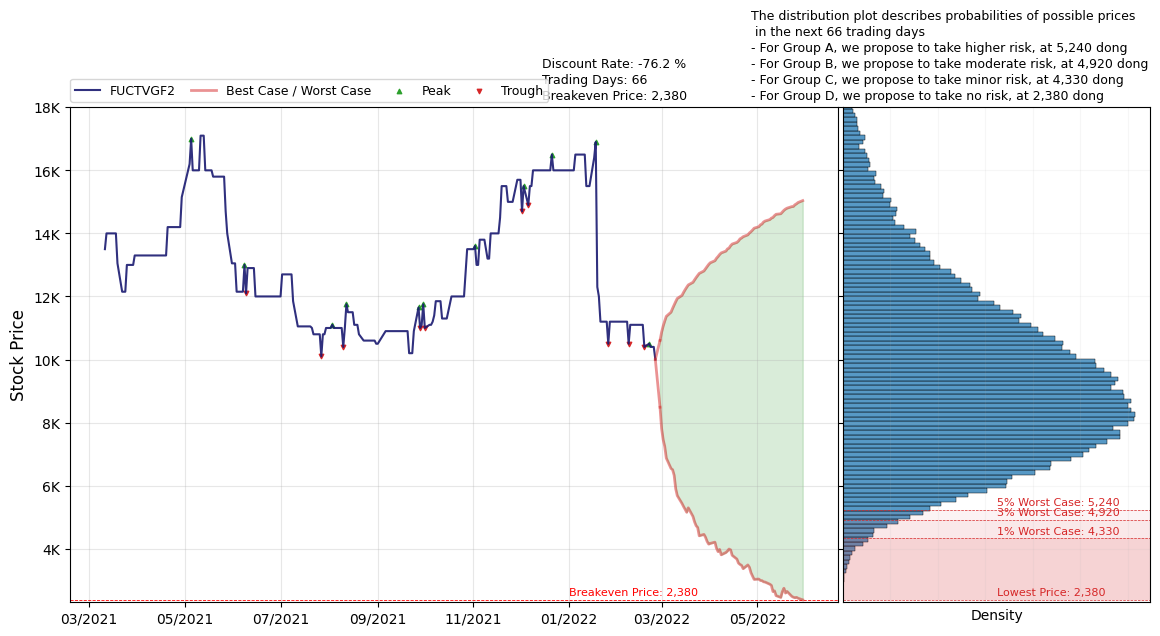 The distribution plot describes probabilities of possible prices
in the next 66 trading days
- For Group A, we propose to take higher risk, at 5,240 dong
- For Group B, we propose to take moderate risk, at 4,920 dong
- For Group C, we propose to take minor risk, at 4,330 dong
- For Group D, we propose to take no risk, at 2,380 dong
Discount Rate: -76.2 %
Trading Days: 66
Breakeven Price: 2,380
FUCTVGF2
Best Case / Worst Case
Peak
Trough
Stock Price
18K
16K
14K
12K
10K
8K
6K
4K
Breakeven Price: 2,380
03/2021
05/2021
07/2021
09/2021
11/2021
01/2022
03/2022
05/2022
5% Worst Case: 5,240
3% Worst Case: 4,920
1% Worst Case: 4,330
Lowest Price: 2,380
Density